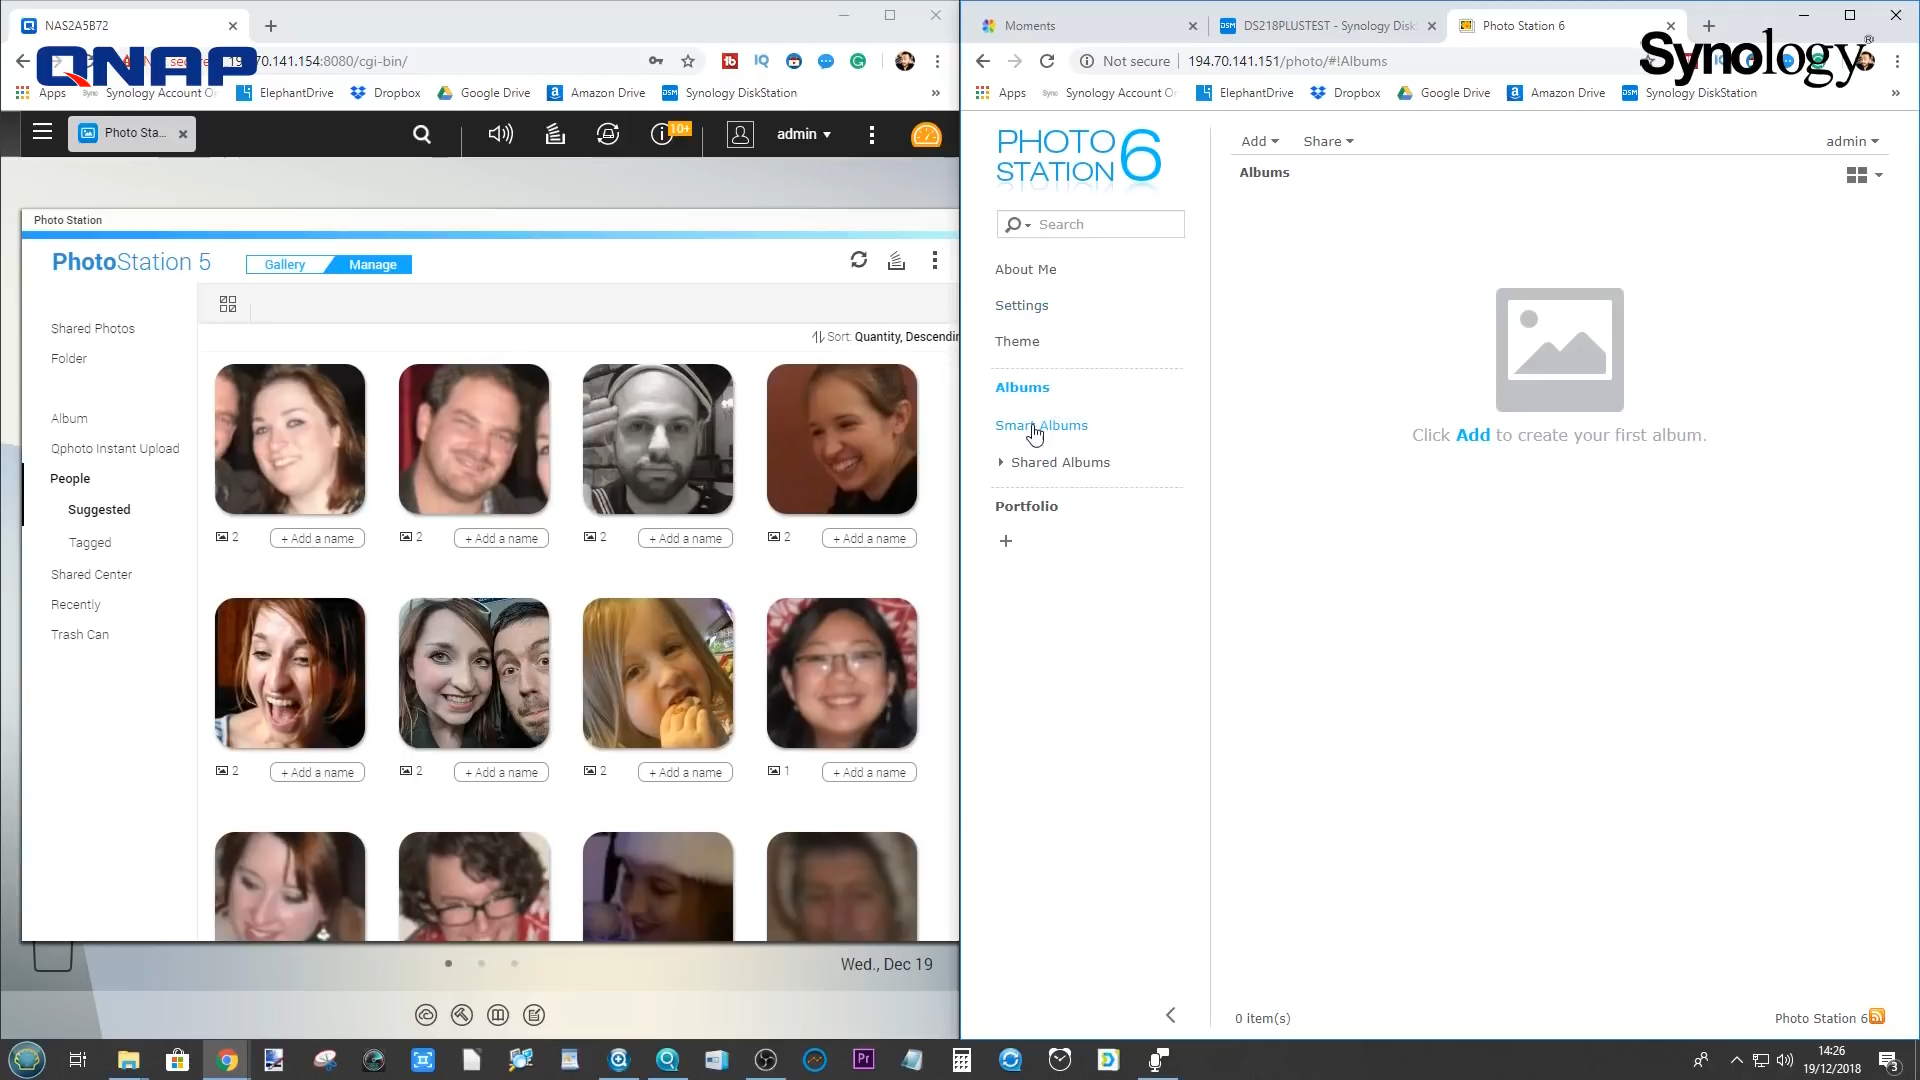 NAS2A5B72
QNAP
:8080/cgi-bin/
Apps
Synology Account O
ElephantDrive
Dropbox
Google Drive
Amazon Drive
Synology DiskStation
»
Photo Sta...
10+
admin
Photo Station
PhotoStation 5
Gallery
Manage
Shared Photos
Folder
Album
Qphoto Instant Upload
People
Suggested
Tagged
Shared Center
Recently
Trash Can
Sort: Quantity, Descendin
2 + Add a name
2 + Add a name
2 + Add a name
2 + Add a name
2 + Add a name
2 + Add a name
2 + Add a name
1 + Add a name
Wed., Dec 19
Moments
DS218PLUSTEST - Synology Disk
Photo Station 6
Synology®
Not secure
194.70.141.151/photo/#!Albums
Apps
Synology Account O
ElephantDrive
Dropbox
Google Drive
Amazon Drive
Synology DiskStation
»
PHOTO
STATION 6
Search
About Me
Settings
Theme
Albums
Smart Albums
Shared Albums
Portfolio
+
Add
Share
admin
Albums
Click Add to create your first album.
0 item(s)
Photo Station 6
Pr
14:26
19/12/2018
3